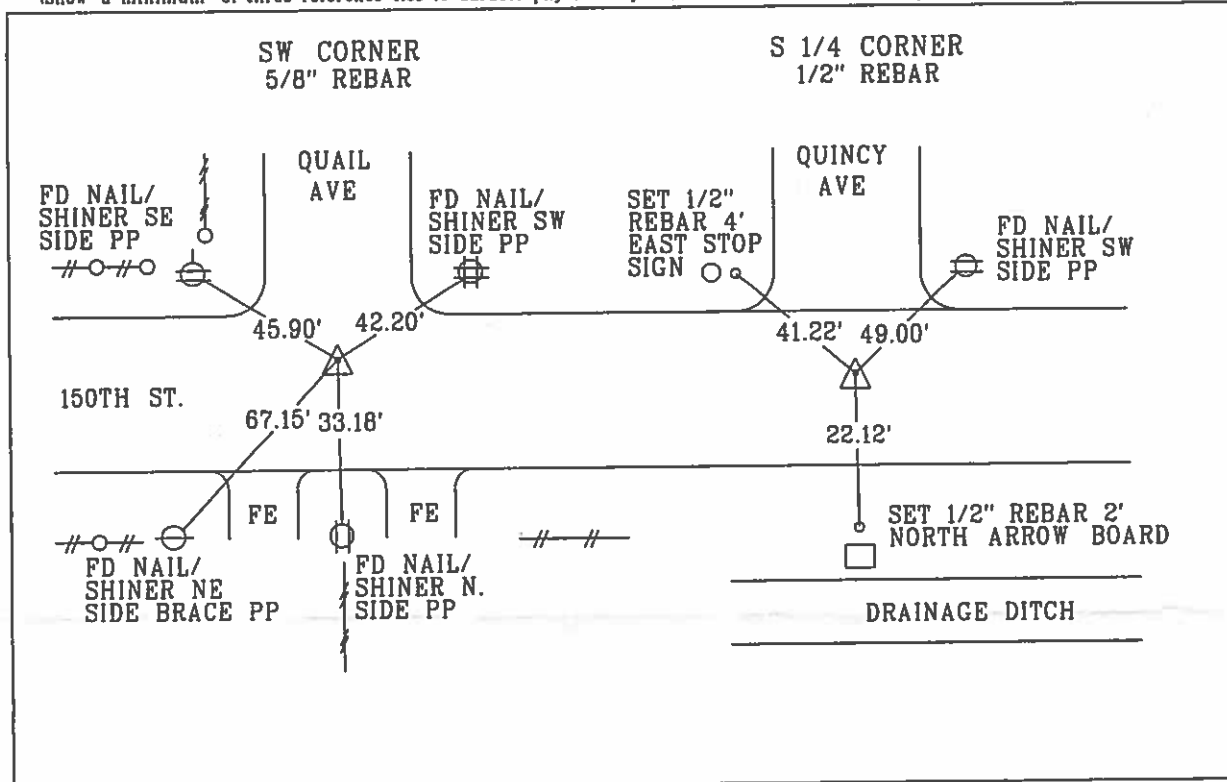 SW CORNER
5/8" REBAR
S 1/4 CORNER
1/2" REBAR
QUAIL
AVE
QUINCY
AVE
FD NAIL/
SHINER SE
SIDE PP
FD NAIL/
SHINER SW
SIDE PP
SET 1/2"
REBAR 4'
EAST STOP
SIGN
FD NAIL/
SHINER SW
SIDE PP
45.90'
42.20'
41.22'
49.00'
150TH ST.
67.15'
33.18'
22.12'
FE
FE
SET 1/2" REBAR 2'
NORTH ARROW BOARD
FD NAIL/
SHINER NE
SIDE BRACE PP
FD NAIL/
SHINER N.
SIDE PP
DRAINAGE DITCH